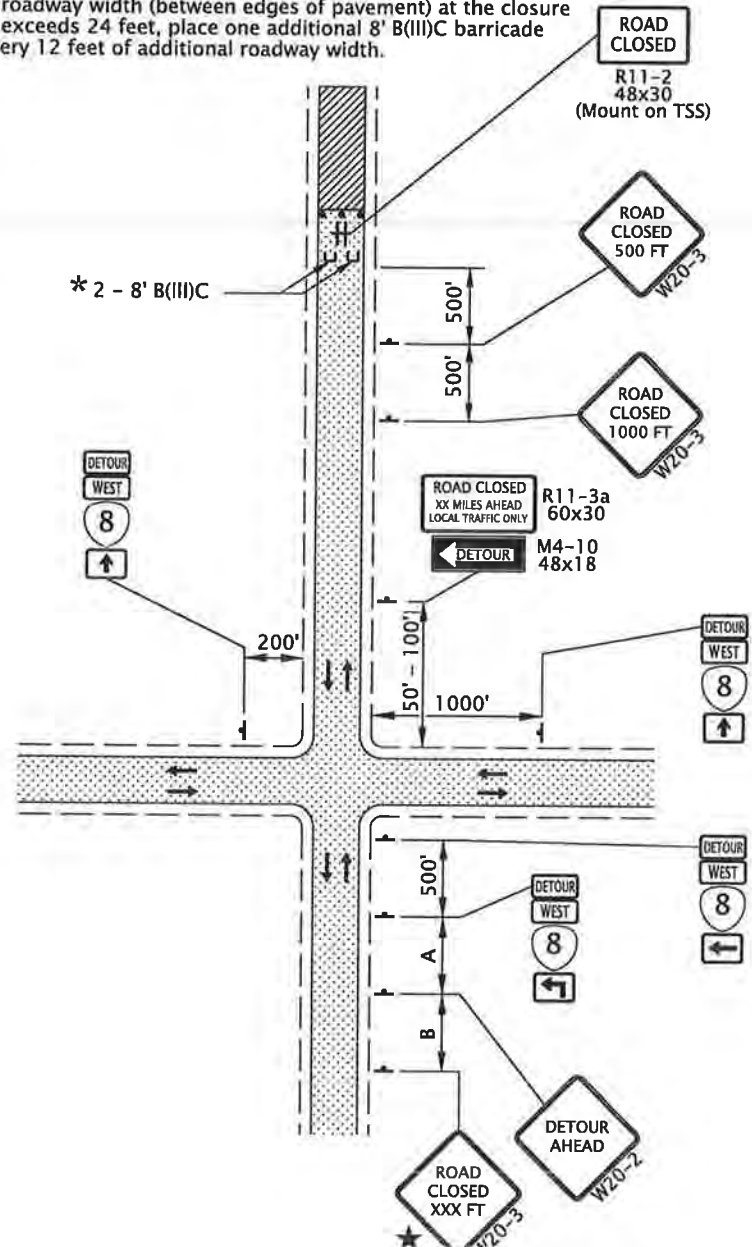 roadway width (between edges of pavement) at the closure
exceeds 24 feet, place one additional 8' B(III)C barricade
ery 12 feet of additional roadway width.
ROAD
CLOSED
R11-2
48x30
(Mount on TSS)
ROAD
CLOSED
500 FT
W20-3
* 2 - 8' B(III)C
500'
500'
ROAD
CLOSED
1000 FT
W20-3
DETOUR
WEST
8
ROAD CLOSED
XX MILES AHEAD
LOCAL TRAFFIC ONLY
R11-3a
60x30
DETOUR
M4-10
48x18
200'
50' - 100'
1000'
DETOUR
WEST
8
500'
DETOUR
WEST
8
DETOUR
WEST
8
A
B
DETOUR
AHEAD
W20-2
ROAD
CLOSED
XXX FT
W20-3
★